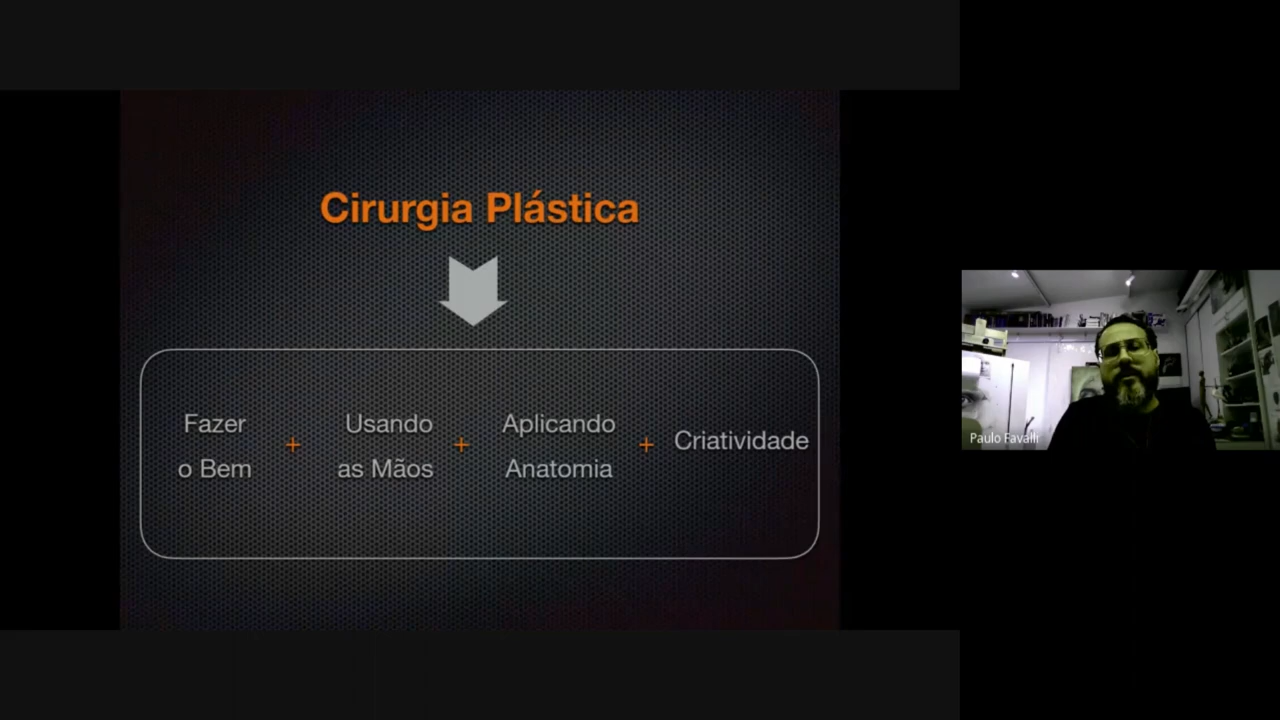 Cirurgia Plástica
Fazer
o Bem
+
Usando
as Mãos
+
Aplicando
Anatomia
+
Criatividade
Paulo Favalli